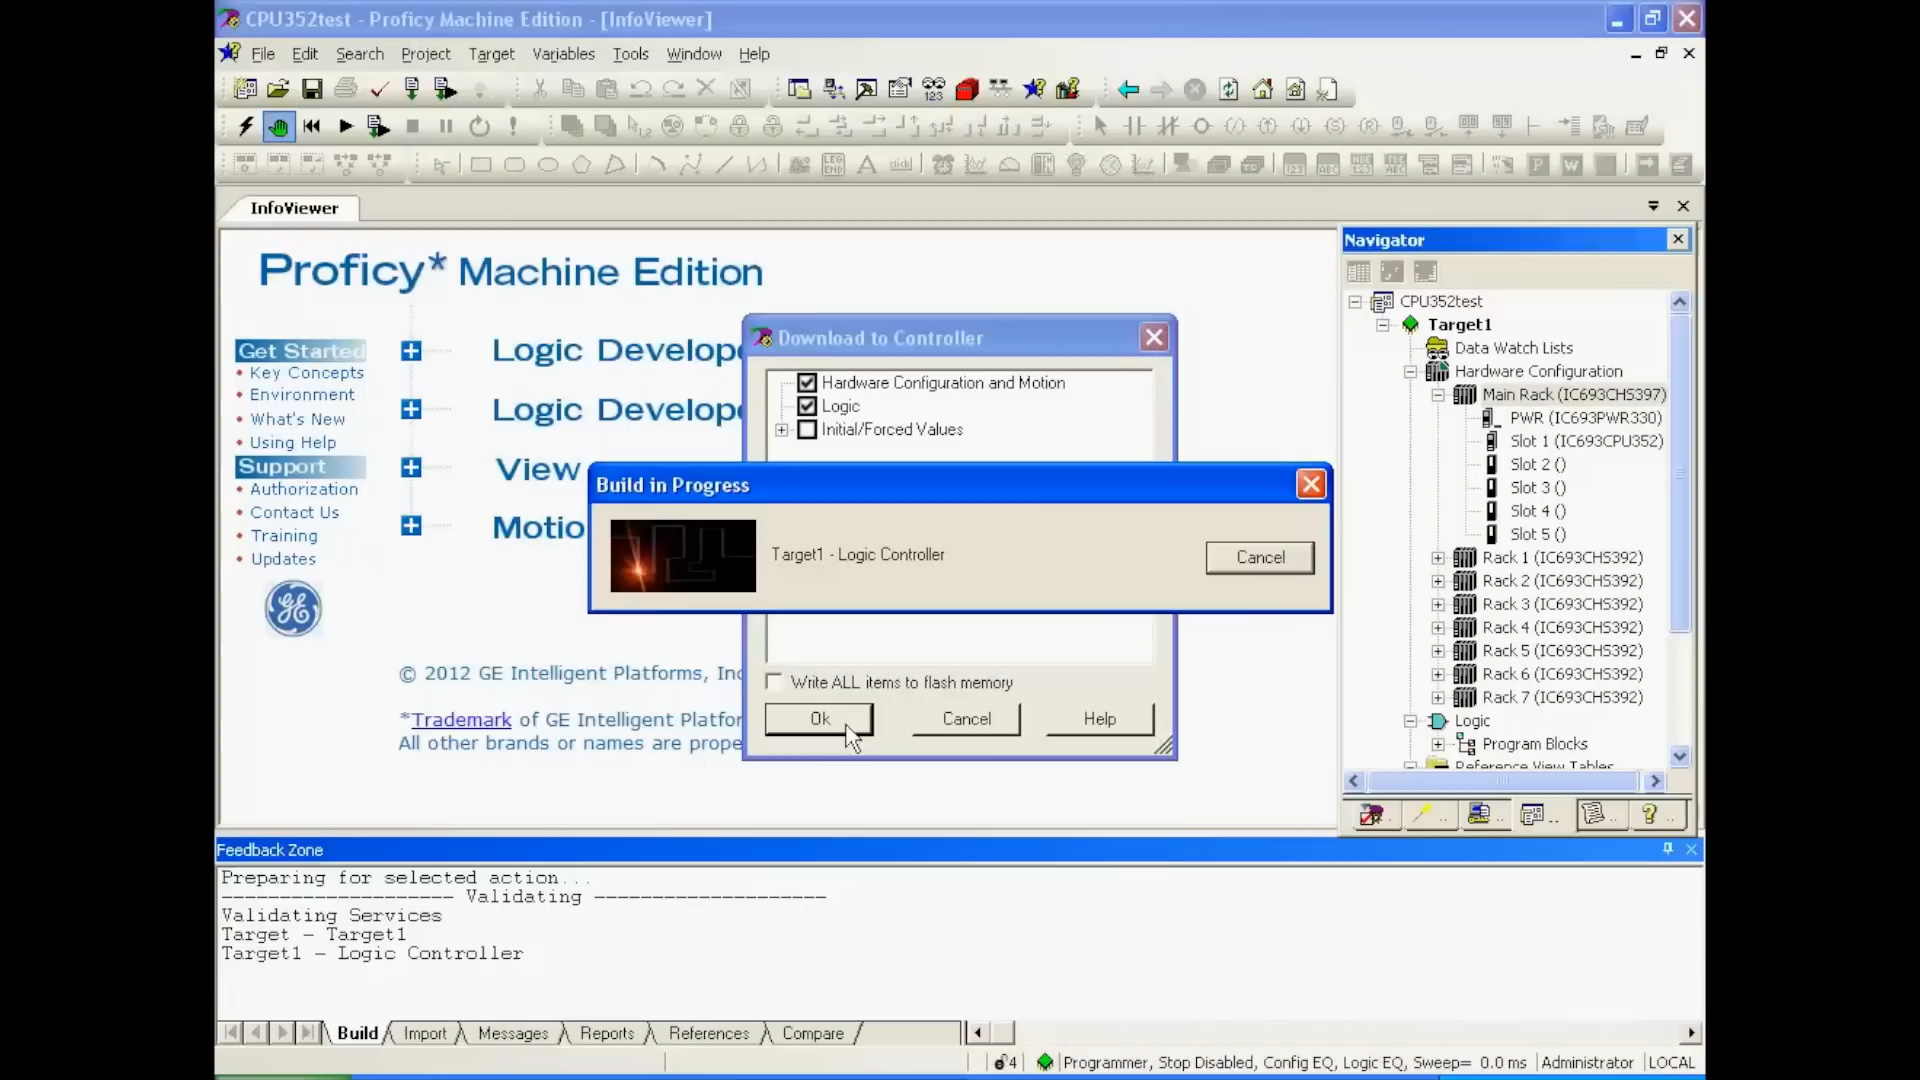 CPU352test - Proficy Machine Edition - [InfoViewer]
File Edit Search Project Target Variables Tools Window Help
InfoViewer
Proficy* Machine Edition
Get Started
• Key Concepts
• Environment
• What's New
• Using Help
Support
• Authorization
• Contact Us
• Training
• Updates
Logic Develope
Logic Develope
View
Motio
© 2012 GE Intelligent Platforms, Inc
*Trademark of GE Intelligent Platfor
All other brands or names are prope
Download to Controller
Hardware Configuration and Motion
Logic
Initial/Forced Values
Build in Progress
Target1 - Logic Controller
Cancel
Write ALL items to flash memory
Ok Cancel Help
Navigator
CPU352test
Target1
Data Watch Lists
Hardware Configuration
Main Rack (IC693CHS397)
PWR (IC693PWR330)
Slot 1 (IC693CPU352)
Slot 2 ()
Slot 3 ()
Slot 4 ()
Slot 5 ()
Rack 1 (IC693CHS392)
Rack 2 (IC693CHS392)
Rack 3 (IC693CHS392)
Rack 4 (IC693CHS392)
Rack 5 (IC693CHS392)
Rack 6 (IC693CHS392)
Rack 7 (IC693CHS392)
Logic
Program Blocks
Reference View Tables
Feedback Zone
Preparing for selected action...
-------------------- Validating --------------------
Validating Services
Target - Target1
Target1 - Logic Controller
Build Import Messages Reports References Compare
4 Programmer, Stop Disabled, Config EQ, Logic EQ, Sweep= 0.0 ms Administrator LOCAL